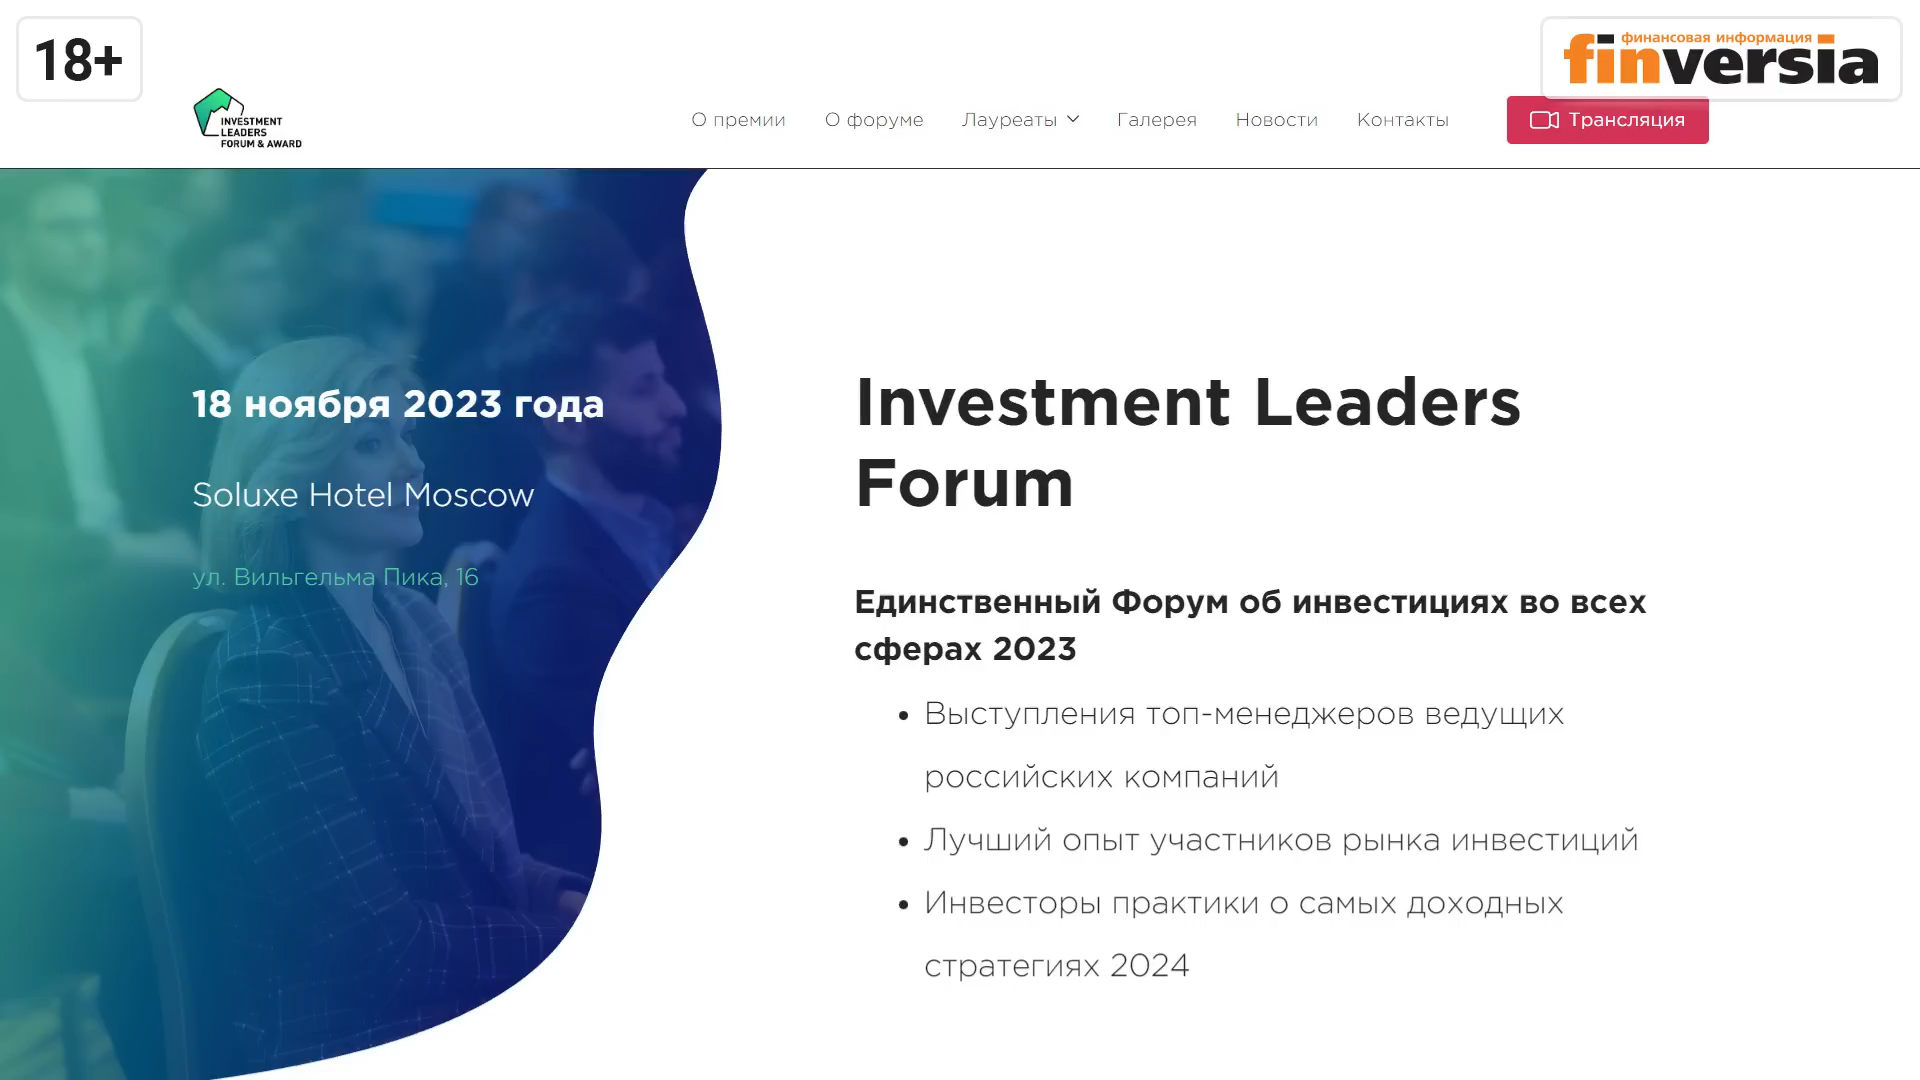 18+
финансовая информация
finversia
INVESTMENT
LEADERS
FORUM & AWARD
О премии
О форуме
Лауреаты
Галерея
Новости
Контакты
Трансляция
18 ноября 2023 года
Soluxe Hotel Moscow
ул. Вильгельма Пика, 16
Investment Leaders
Forum
Единственный Форум об инвестициях во всех
сферах 2023
• Выступления топ-менеджеров ведущих
российских компаний
• Лучший опыт участников рынка инвестиций
• Инвесторы практики о самых доходных
стратегиях 2024